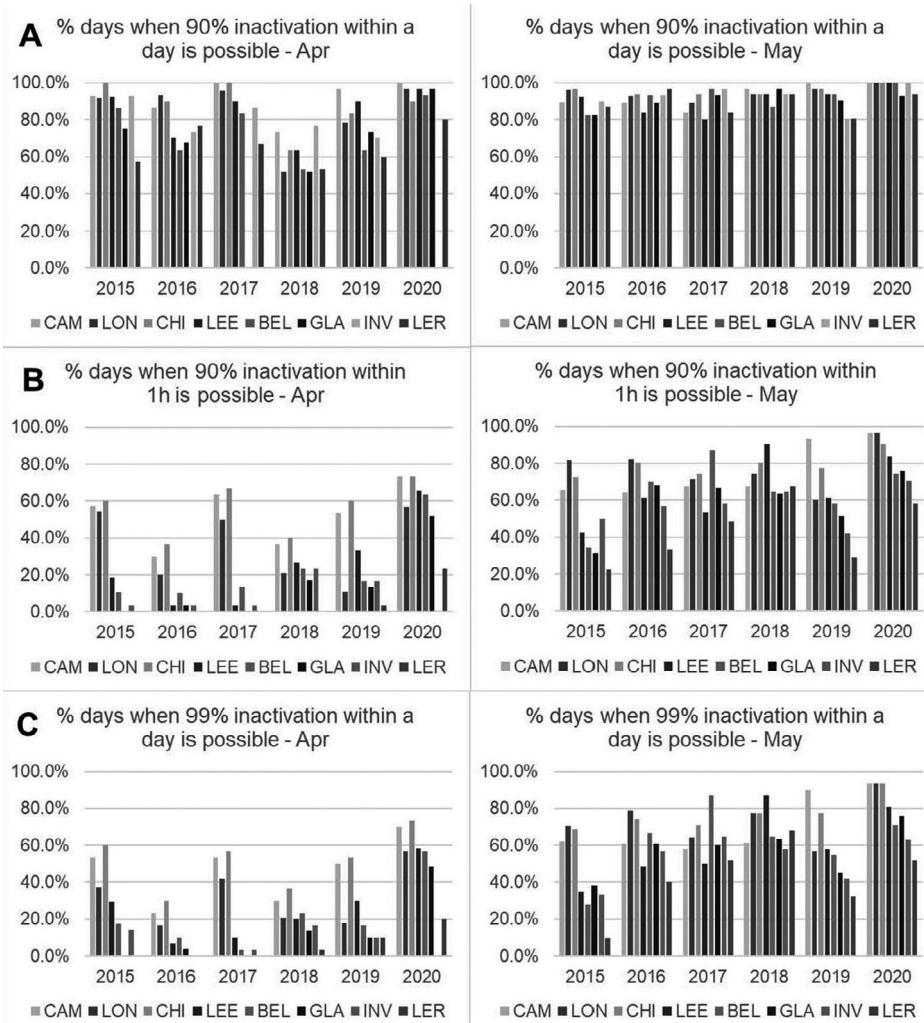 A
% days when 90% inactivation within a
day is possible - Apr
100.0%
80.0%
60.0%
40.0%
20.0%
0.0%
2015 2016 2017 2018 2019 2020
CAM LON CHI LEE BEL GLA INV LER
% days when 90% inactivation within a
day is possible - May
100.0%
80.0%
60.0%
40.0%
20.0%
0.0%
2015 2016 2017 2018 2019 2020
CAM LON CHI LEE BEL GLA INV LER
B
% days when 90% inactivation within
1h is possible - Apr
100.0%
80.0%
60.0%
40.0%
20.0%
0.0%
2015 2016 2017 2018 2019 2020
CAM LON CHI LEE BEL GLA INV LER
% days when 90% inactivation within
1h is possible - May
100.0%
80.0%
60.0%
40.0%
20.0%
0.0%
2015 2016 2017 2018 2019 2020
CAM LON CHI LEE BEL GLA INV LER
C
% days when 99% inactivation within a
day is possible - Apr
100.0%
80.0%
60.0%
40.0%
20.0%
0.0%
2015 2016 2017 2018 2019 2020
CAM LON CHI LEE BEL GLA INV LER
% days when 99% inactivation within a
day is possible - May
100.0%
80.0%
60.0%
40.0%
20.0%
0.0%
2015 2016 2017 2018 2019 2020
CAM LON CHI LEE BEL GLA INV LER